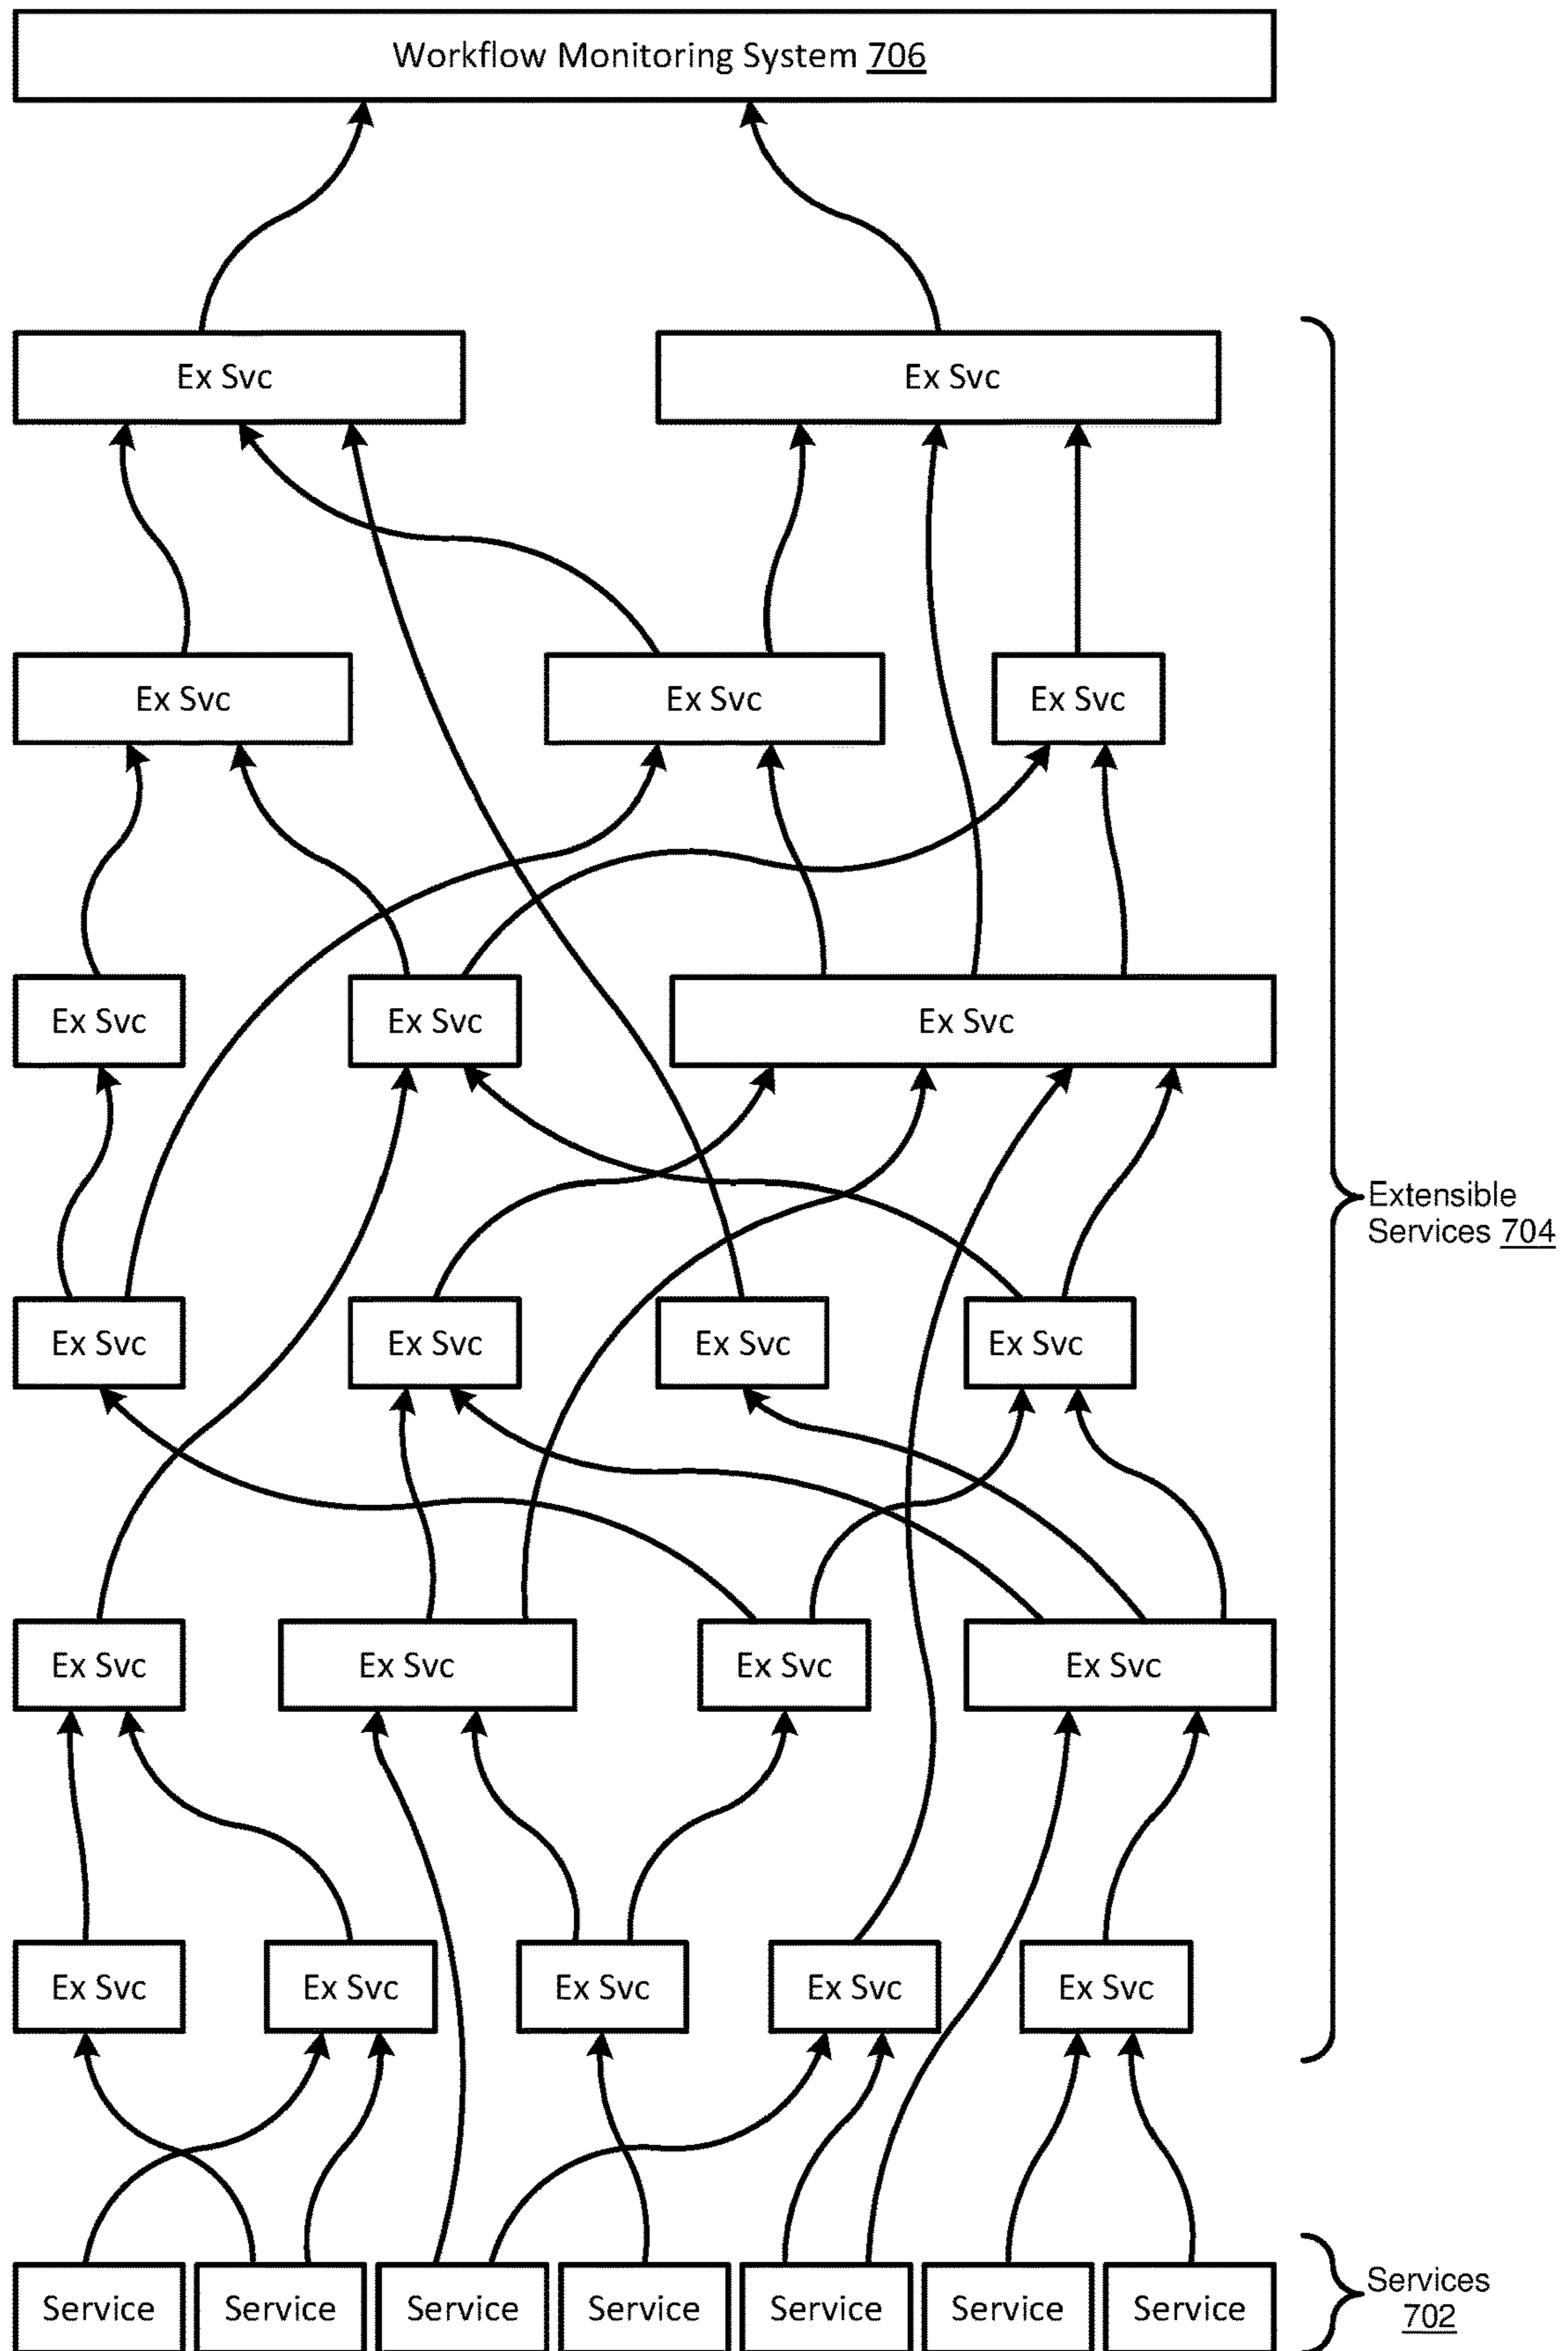 Workflow Monitoring System 706
Ex Svc
Ex Svc
Ex Svc
Ex Svc
Ex Svc
Ex Svc
Ex Svc
Ex Svc
Extensible
Services 704
Ex Svc
Ex Svc
Ex Svc
Ex Svc
Ex Svc
Ex Svc
Ex Svc
Ex Svc
Ex Svc
Ex Svc
Ex Svc
Ex Svc
Ex Svc
Service
Service
Service
Service
Service
Service
Service
Services
702